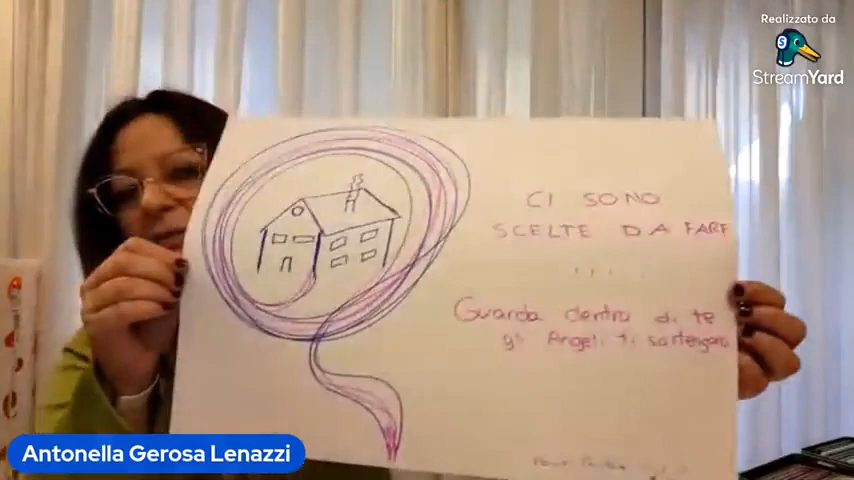 Realizzato da
StreamYard
CI SONO
SCELTE DA FARE
.....
Guarda dentro di te
gli Angeli ti sostengono
Antonella Gerosa Lenazzi